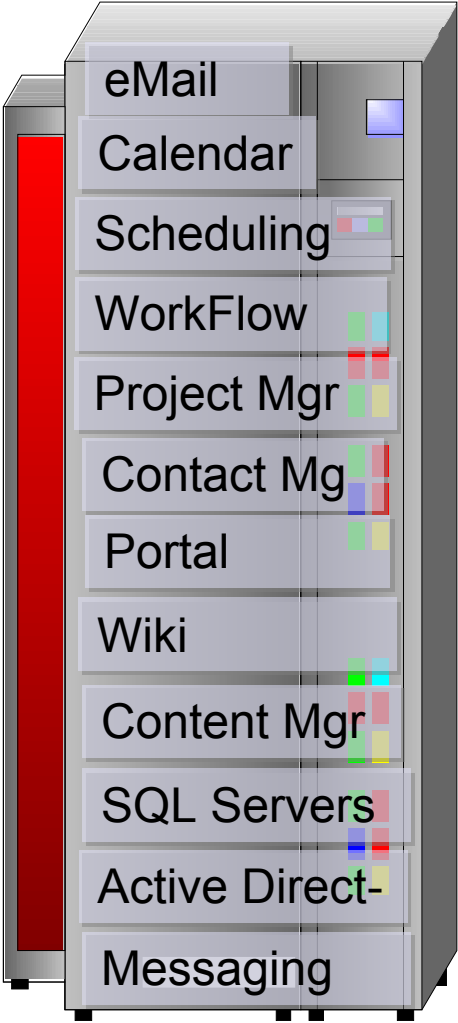 eMail
Calendar
Scheduling
WorkFlow
Project Mgr
Contact Mg
Portal
Wiki
Content Mgr
SQL Servers
Active Direct-
Messaging